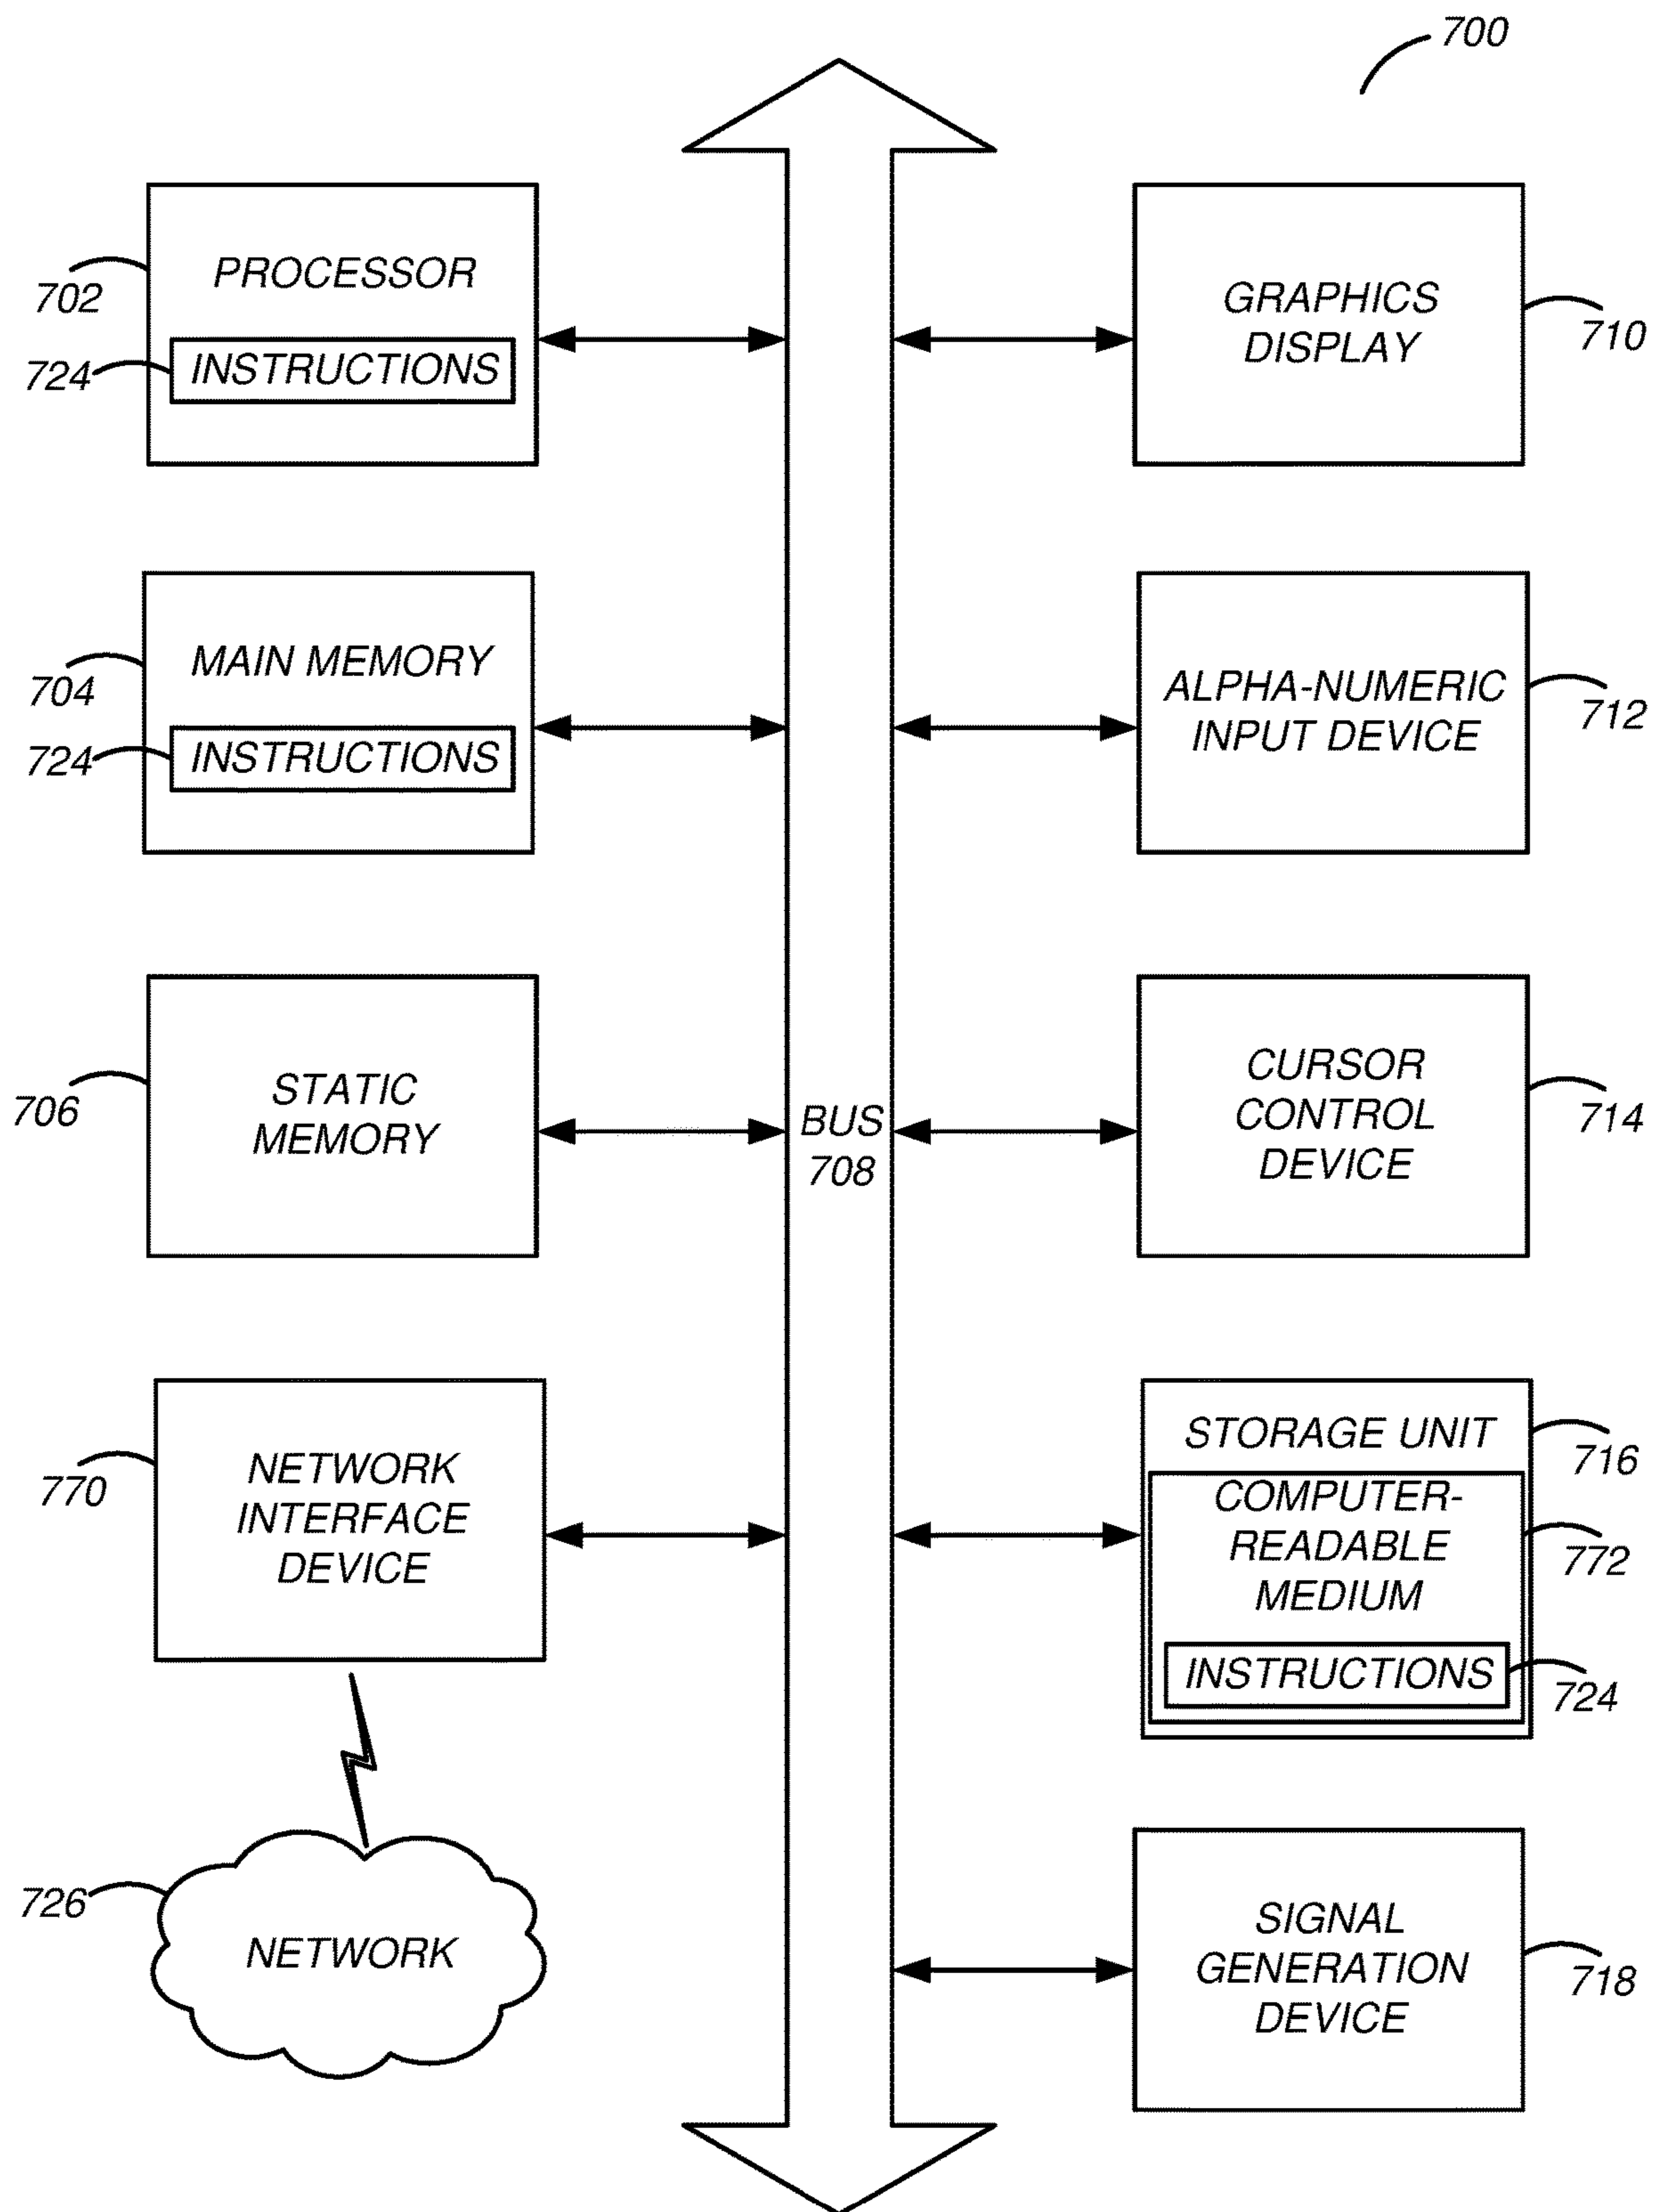 700
PROCESSOR
702
INSTRUCTIONS
724
MAIN MEMORY
704
INSTRUCTIONS
724
STATIC
MEMORY
706
NETWORK
INTERFACE
DEVICE
770
NETWORK
726
BUS
708
GRAPHICS
DISPLAY
710
ALPHA-NUMERIC
INPUT DEVICE
712
CURSOR
CONTROL
DEVICE
714
STORAGE UNIT
716
COMPUTER-
READABLE
MEDIUM
772
INSTRUCTIONS
724
SIGNAL
GENERATION
DEVICE
718